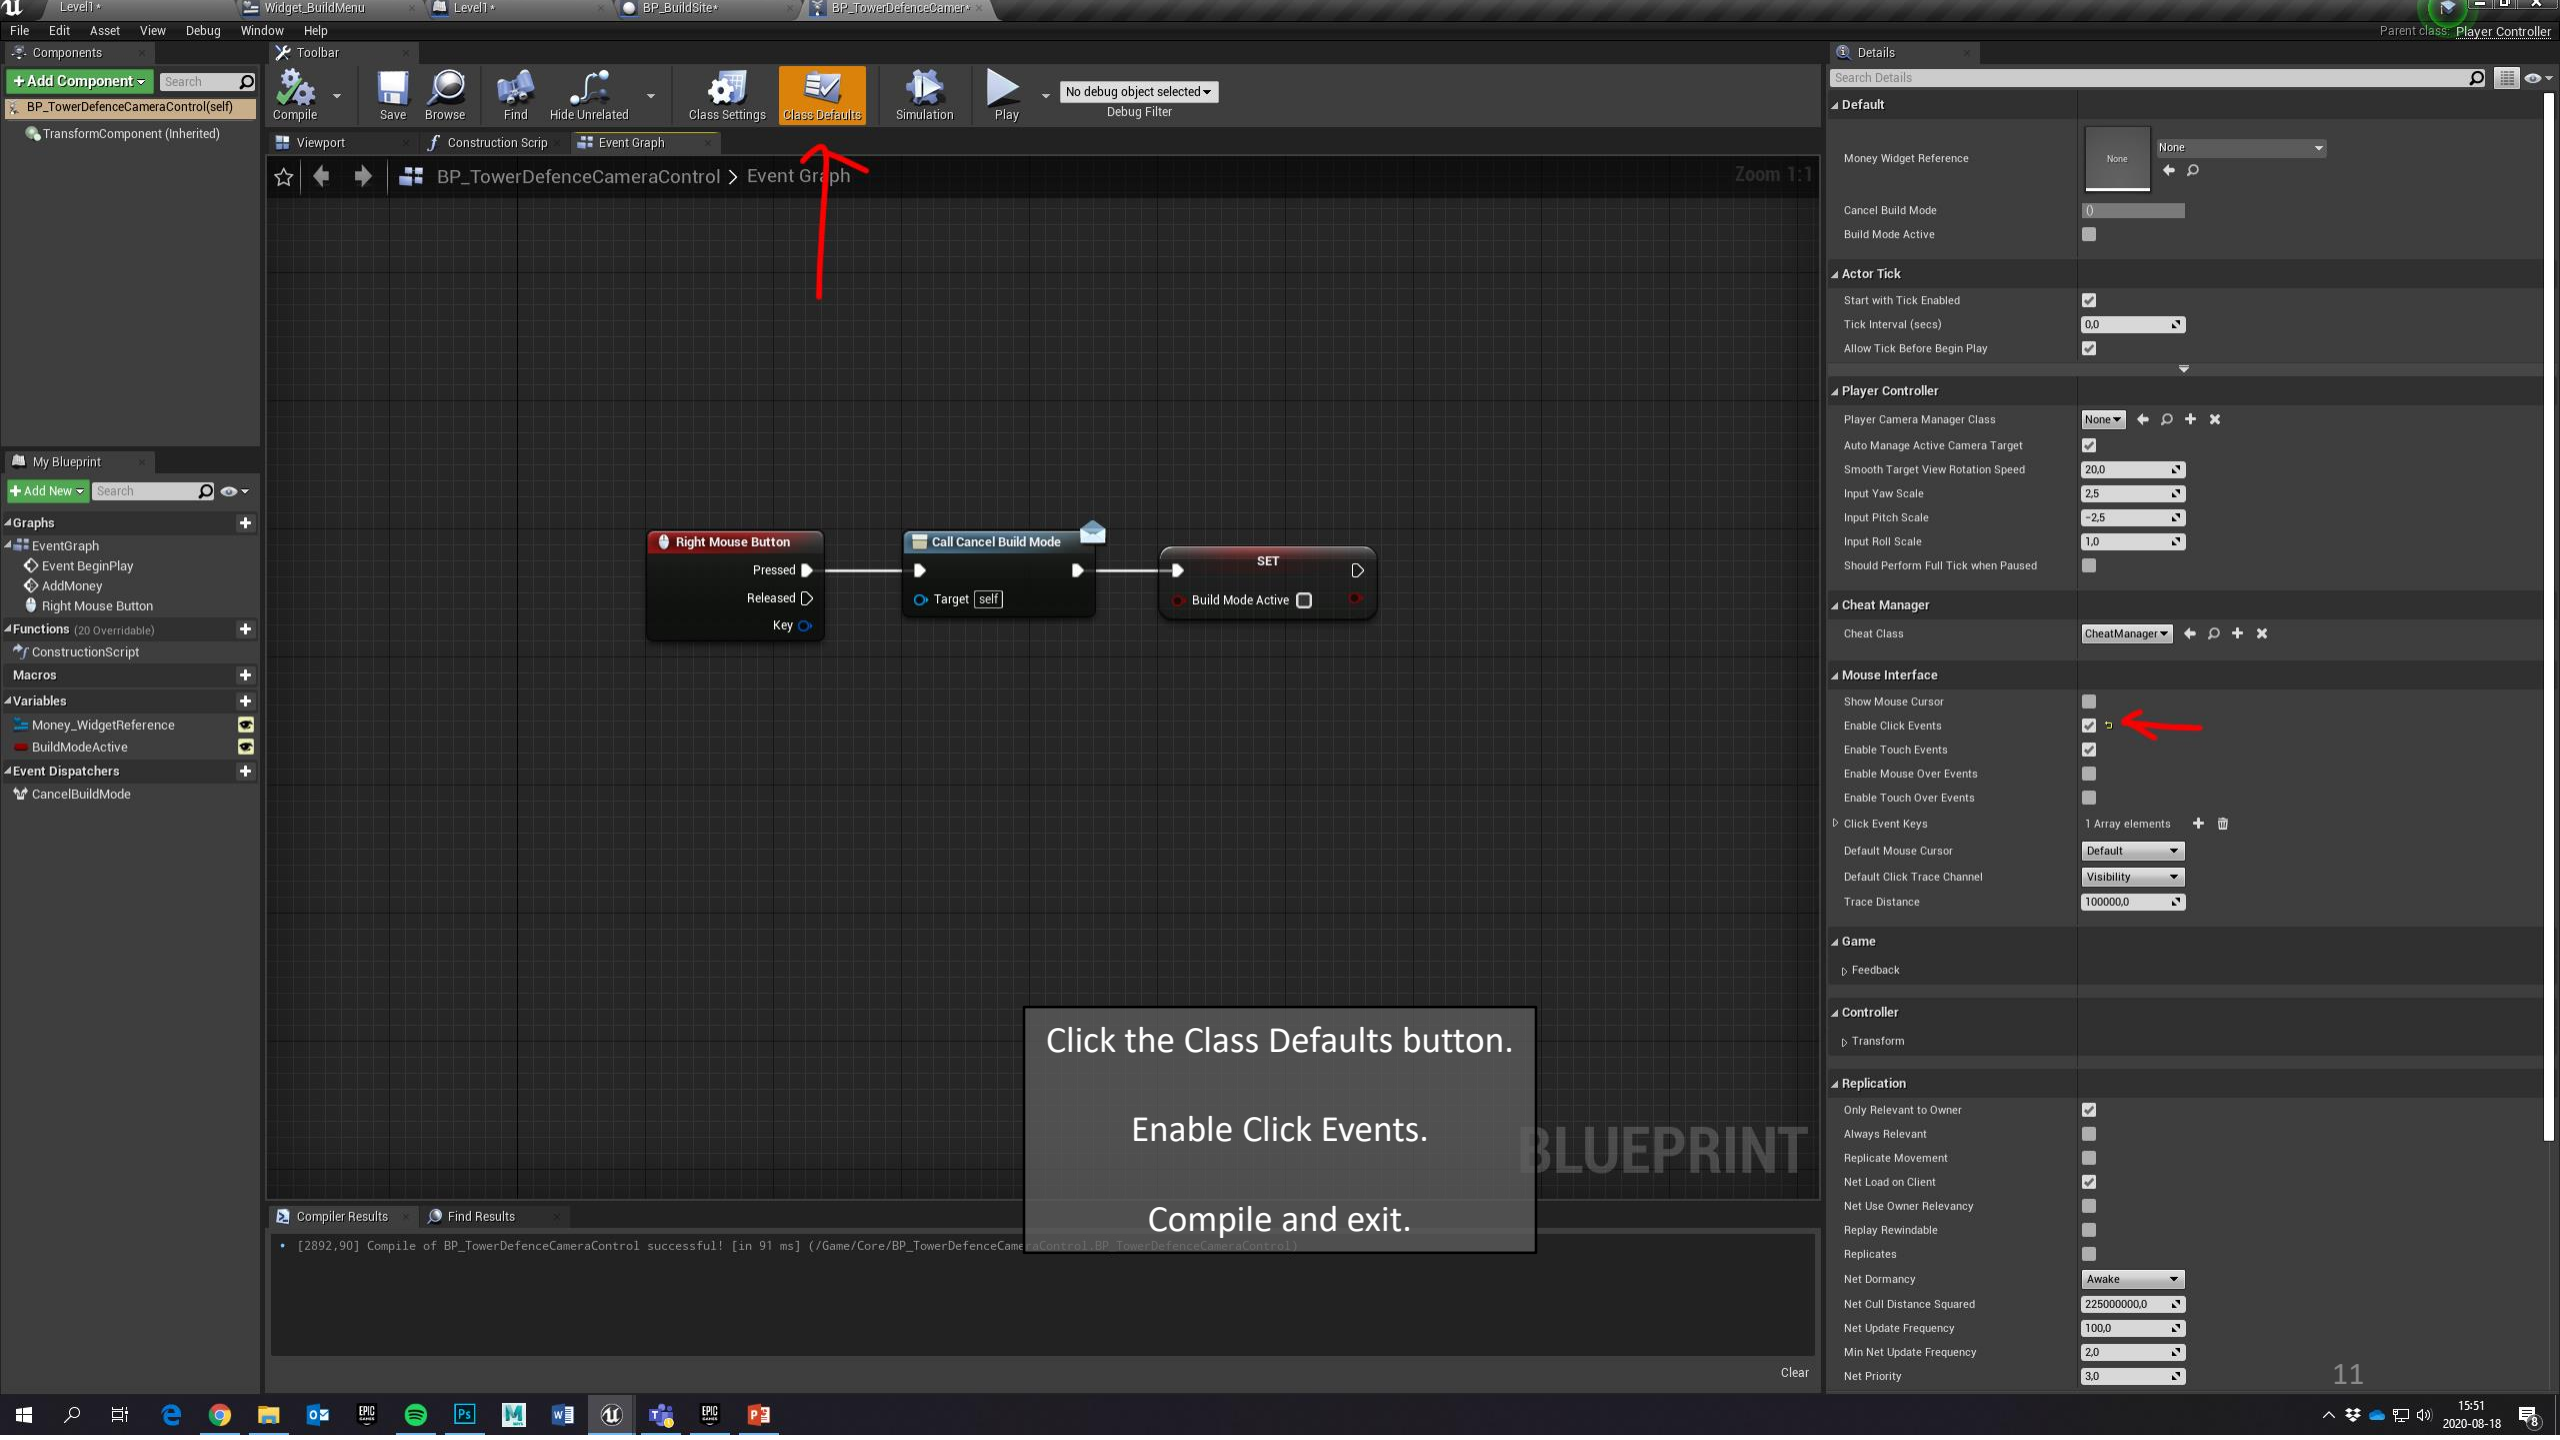 Level1*
Widget_BuildMenu
Level1*
BP_BuildSite*
BP_TowerDefenceCamer*
File Edit Asset View Debug Window Help
Parent class: Player Controller
Components
Toolbar
Details
+Add Component
Search
BP_TowerDefenceCameraControl(self)
TransformComponent (Inherited)
Compile
Save
Browse
Find
Hide Unrelated
Class Settings
Class Defaults
Simulation
Play
No debug object selected
Debug Filter
Viewport
Construction Scrip
Event Graph
BP_TowerDefenceCameraControl > Event Graph
Zoom 1:1
My Blueprint
+Add New
Search
Graphs
EventGraph
Event BeginPlay
AddMoney
Right Mouse Button
Functions (20 Overridable)
ConstructionScript
Macros
Variables
Money_WidgetReference
BuildModeActive
Event Dispatchers
CancelBuildMode
Right Mouse Button
Pressed
Released
Key
Call Cancel Build Mode
Target self
SET
Build Mode Active
Click the Class Defaults button.
Enable Click Events.
Compile and exit.
BLUEPRINT
Compiler Results
Find Results
[2892,90] Compile of BP_TowerDefenceCameraControl successful! [in 91 ms] (/Game/Core/BP_TowerDefenceCameraControl.BP_TowerDefenceCameraControl)
Clear
Search Details
Default
Money Widget Reference
None
None
Cancel Build Mode
()
Build Mode Active
Actor Tick
Start with Tick Enabled
Tick Interval (secs) 0,0
Allow Tick Before Begin Play
Player Controller
Player Camera Manager Class None
Auto Manage Active Camera Target
Smooth Target View Rotation Speed 20,0
Input Yaw Scale 2,5
Input Pitch Scale -2,5
Input Roll Scale 1,0
Should Perform Full Tick when Paused
Cheat Manager
Cheat Class CheatManager
Mouse Interface
Show Mouse Cursor
Enable Click Events
Enable Touch Events
Enable Mouse Over Events
Enable Touch Over Events
Click Event Keys 1 Array elements
Default Mouse Cursor Default
Default Click Trace Channel Visibility
Trace Distance 100000,0
Game
Feedback
Controller
Transform
Replication
Only Relevant to Owner
Always Relevant
Replicate Movement
Net Load on Client
Net Use Owner Relevancy
Replay Rewindable
Replicates
Net Dormancy Awake
Net Cull Distance Squared 225000000,0
Net Update Frequency 100,0
Min Net Update Frequency 2,0
Net Priority 3,0
11
15:51
2020-08-18
8